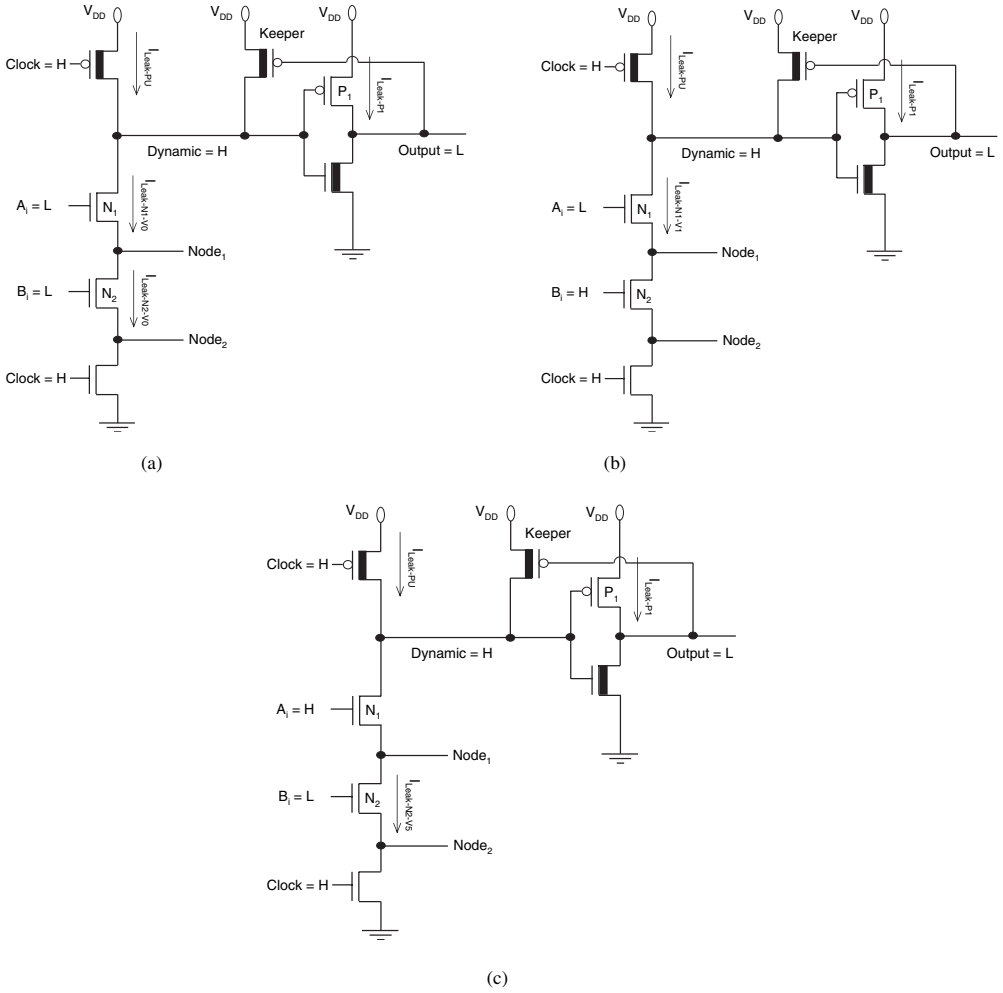 V_DD V_DD V_DD
Keeper
Clock = H
I_Leak-PU
I_Leak-P1
P_1
Dynamic = H
Output = L
A_i = L
N_1
I_Leak-N1-V0
Node_1
B_i = L
N_2
I_Leak-N2-V0
Node_2
Clock = H
(a)
V_DD V_DD V_DD
Keeper
Clock = H
I_Leak-PU
I_Leak-P1
P_1
Dynamic = H
Output = L
A_i = L
N_1
I_Leak-N1-V1
Node_1
B_i = H
N_2
Node_2
Clock = H
(b)
V_DD V_DD V_DD
Keeper
Clock = H
I_Leak-PU
I_Leak-P1
P_1
Dynamic = H
Output = L
A_i = H
N_1
Node_1
B_i = L
N_2
I_Leak-N2-V5
Node_2
Clock = H
(c)